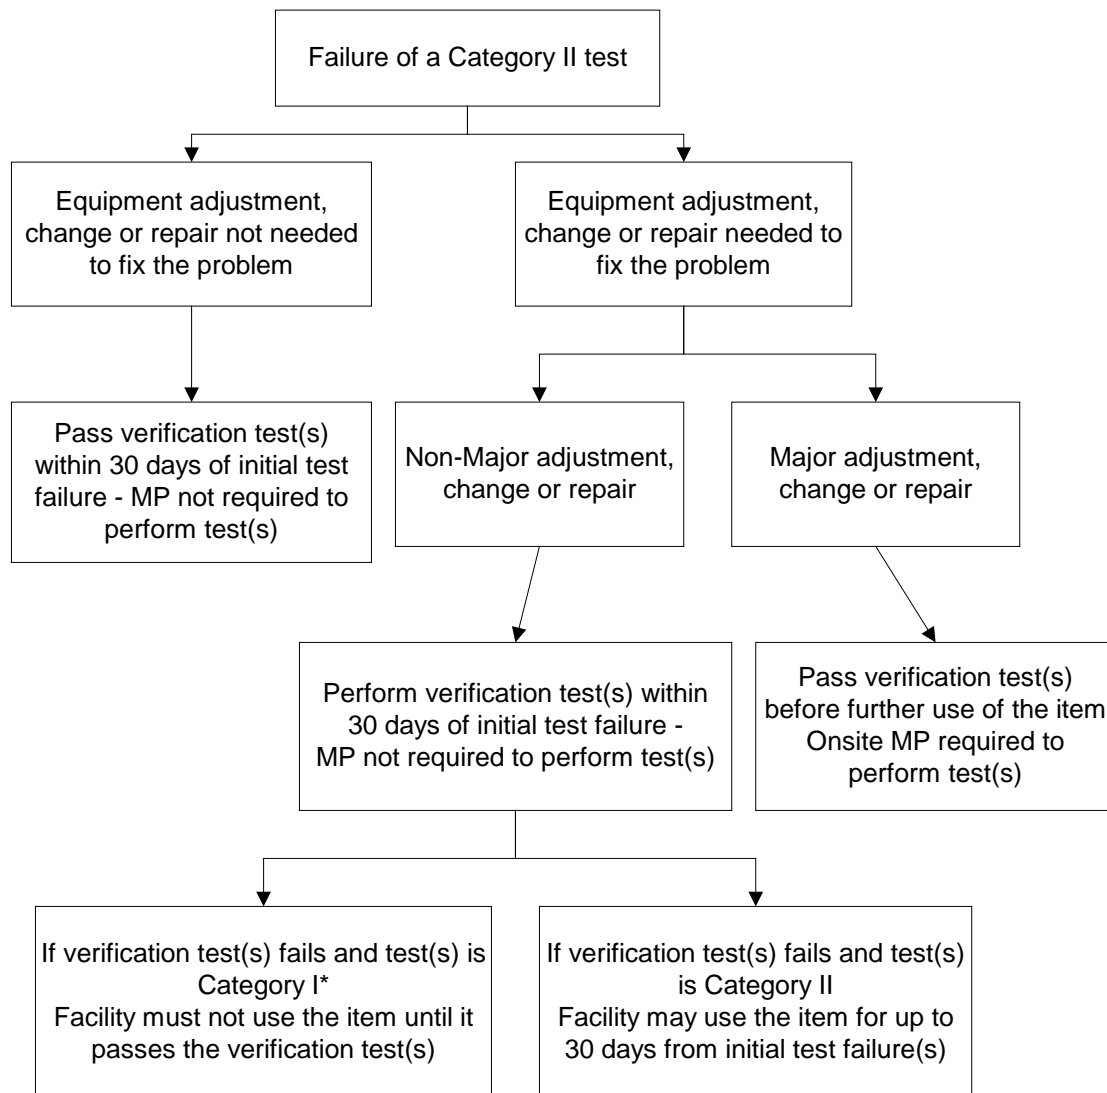 Failure of a Category II test
Equipment adjustment,
change or repair not needed
to fix the problem
Equipment adjustment,
change or repair needed to
fix the problem
Pass verification test(s)
within 30 days of initial test
failure - MP not required to
perform test(s)
Non-Major adjustment,
change or repair
Major adjustment,
change or repair
Perform verification test(s) within
30 days of initial test failure -
MP not required to perform test(s)
Pass verification test(s)
before further use of the item
Onsite MP required to
perform test(s)
If verification test(s) fails and test(s) is
Category I*
Facility must not use the item until it
passes the verification test(s)
If verification test(s) fails and test(s)
is Category II
Facility may use the item for up to
30 days from initial test failure(s)